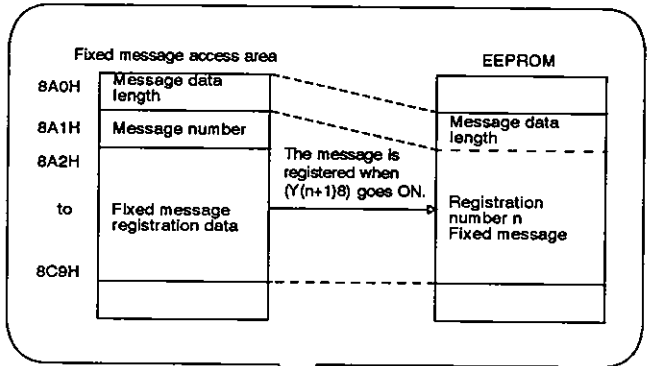 Fixed message access area
EEPROM
8A0H
Message data
length
8A1H
Message number
Message data
length
8A2H
The message is
registered when
(Y(n+1)8) goes ON.
to
Fixed message
registration data
Registration
number n
Fixed message
8C9H